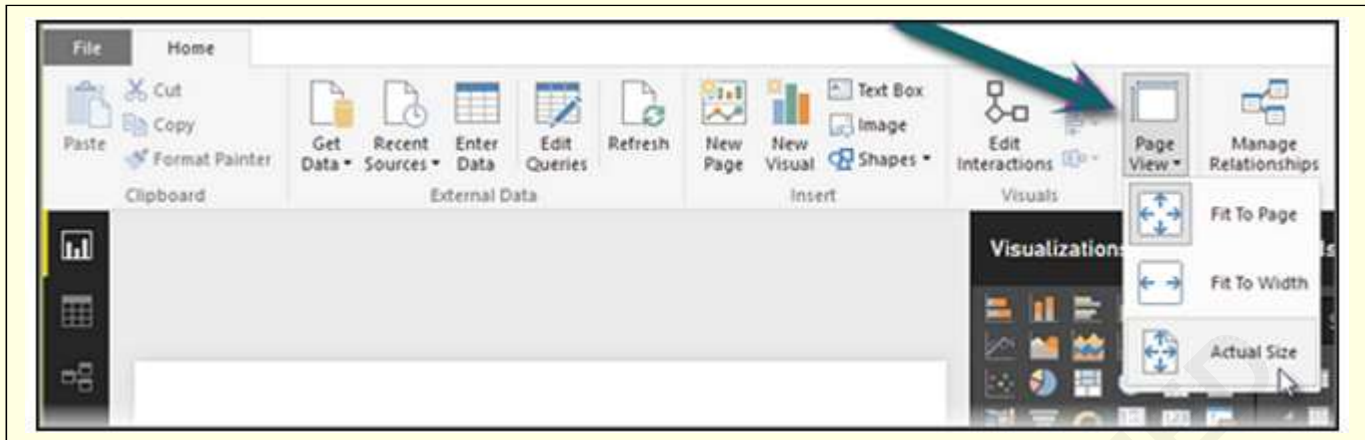 File Home
Cut
Copy
Paste
Format Painter
Get Data
Recent Sources
Enter Data
Edit Queries
Refresh
New Page
New Visual
Text Box
Image
Shapes
Edit Interactions
Page View
Manage Relationships
Clipboard External Data Insert Visuals
Fit To Page
Visualizations
Fit To Width
Actual Size